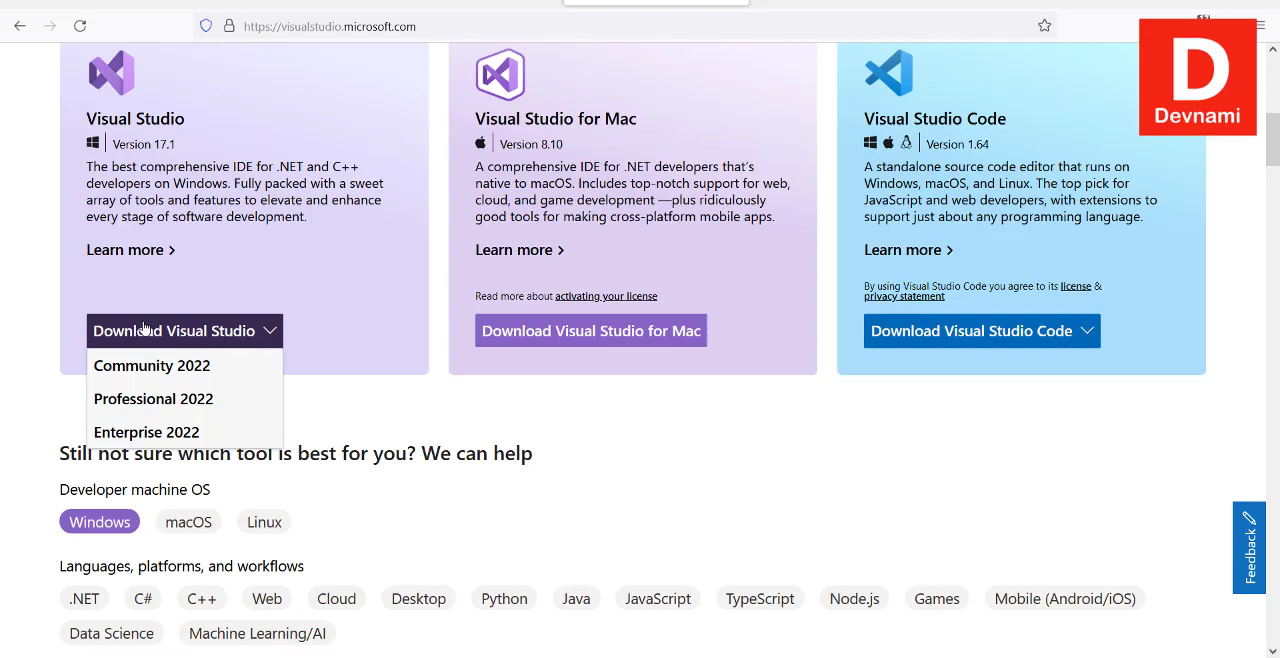 https://visualstudio.microsoft.com
D
Devnami
Visual Studio
Version 17.1
The best comprehensive IDE for .NET and C++
developers on Windows. Fully packed with a sweet
array of tools and features to elevate and enhance
every stage of software development.
Learn more >
Download Visual Studio
Community 2022
Professional 2022
Enterprise 2022
Visual Studio for Mac
Version 8.10
A comprehensive IDE for .NET developers that's
native to macOS. Includes top-notch support for web,
cloud, and game development —plus ridiculously
good tools for making cross-platform mobile apps.
Learn more >
Read more about activating your license
Download Visual Studio for Mac
Visual Studio Code
Version 1.64
A standalone source code editor that runs on
Windows, macOS, and Linux. The top pick for
JavaScript and web developers, with extensions to
support just about any programming language.
Learn more >
By using Visual Studio Code you agree to its license &
privacy statement
Download Visual Studio Code
Still not sure which tool is best for you? We can help
Developer machine OS
Windows macOS Linux
Languages, platforms, and workflows
.NET C# C++ Web Cloud Desktop Python Java JavaScript TypeScript Node.js Games Mobile (Android/iOS)
Data Science Machine Learning/AI
Feedback